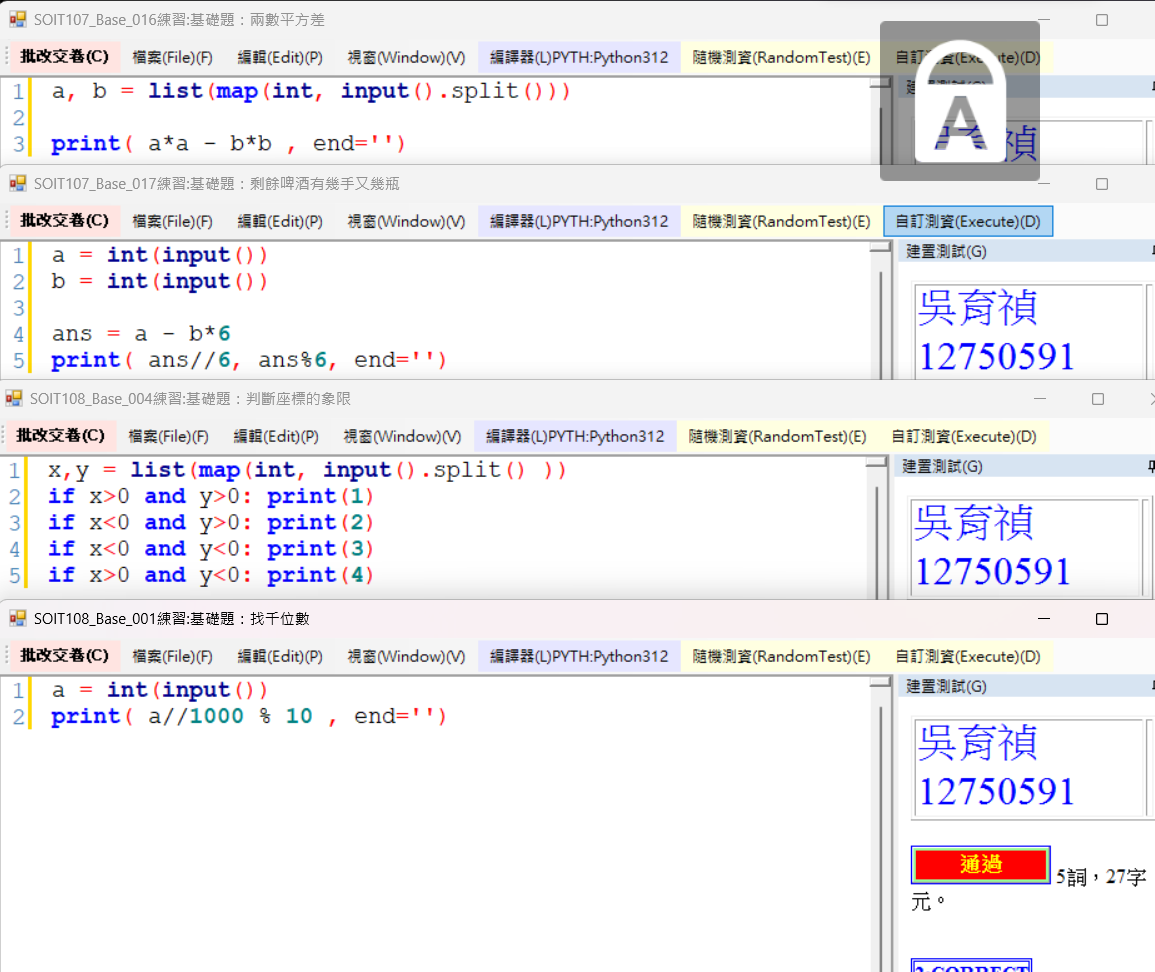 SOIT107_Base_016練習:基礎題：兩數平方差
批改交卷(C) 檔案(File)(F) 編輯(Edit)(P) 視窗(Window)(V) 編譯器(L)PYTH:Python312 隨機測資(RandomTest)(E) 自訂測資(Execute)(D)
1 a, b = list(map(int, input().split()))
2
3 print( a*a - b*b , end='')
A
禎
SOIT107_Base_017練習:基礎題：剩餘啤酒有幾手又幾瓶
批改交卷(C) 檔案(File)(F) 編輯(Edit)(P) 視窗(Window)(V) 編譯器(L)PYTH:Python312 隨機測資(RandomTest)(E) 自訂測資(Execute)(D)
建置測試(G)
1 a = int(input())
2 b = int(input())
3
4 ans = a - b*6
5 print( ans//6, ans%6, end='')
吳育禎
12750591
SOIT108_Base_004練習:基礎題：判斷座標的象限
批改交卷(C) 檔案(File)(F) 編輯(Edit)(P) 視窗(Window)(V) 編譯器(L)PYTH:Python312 隨機測資(RandomTest)(E) 自訂測資(Execute)(D)
建置測試(G)
1 x,y = list(map(int, input().split() ))
2 if x>0 and y>0: print(1)
3 if x<0 and y>0: print(2)
4 if x<0 and y<0: print(3)
5 if x>0 and y<0: print(4)
吳育禎
12750591
SOIT108_Base_001練習:基礎題：找千位數
批改交卷(C) 檔案(File)(F) 編輯(Edit)(P) 視窗(Window)(V) 編譯器(L)PYTH:Python312 隨機測資(RandomTest)(E) 自訂測資(Execute)(D)
建置測試(G)
1 a = int(input())
2 print( a//1000 % 10 , end='')
吳育禎
12750591
通過 5詞，27字
元。
2:CORRECT